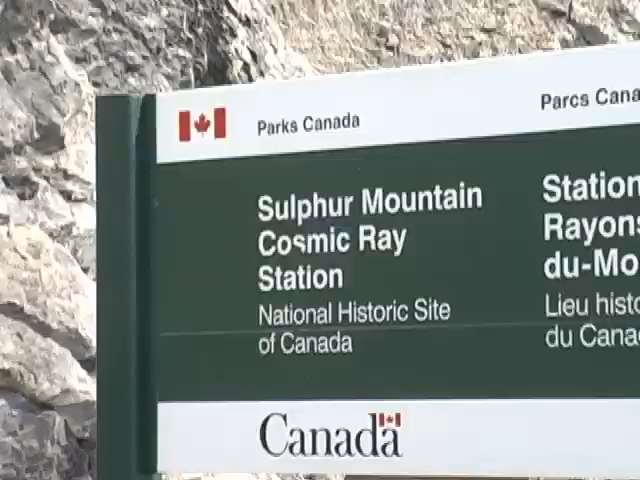 Parks Canada
Sulphur Mountain
Cosmic Ray
Station
National Historic Site
of Canada
Parcs Cana
Station
Rayons
du-Mo
Lieu histo
du Cana
Canada